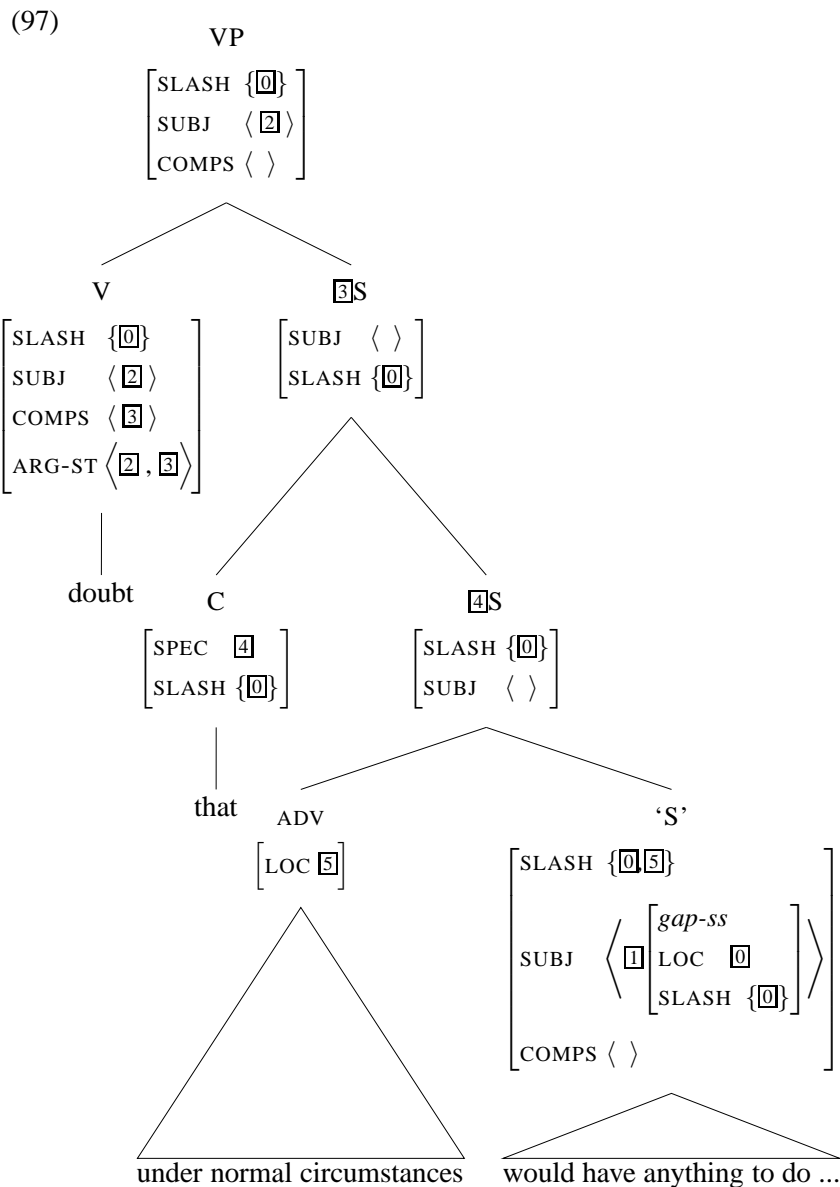 (97)
VP
[SLASH {[0]}
SUBJ ⟨ [2] ⟩
COMPS ⟨ ⟩]
V [3]S
[SLASH {[0]}
SUBJ ⟨ [2] ⟩
COMPS ⟨ [3] ⟩
ARG-ST ⟨[2] , [3]⟩]
[SUBJ ⟨ ⟩
SLASH {[0]}]
doubt
C [4]S
[SPEC [4]
SLASH {[0]}]
[SLASH {[0]}
SUBJ ⟨ ⟩]
that
ADV 'S'
[LOC [5]]
[SLASH {[0],[5]}
SUBJ ⟨[1][gap-ss
LOC [0]
SLASH {[0]}]⟩
COMPS ⟨ ⟩]
under normal circumstances would have anything to do ...